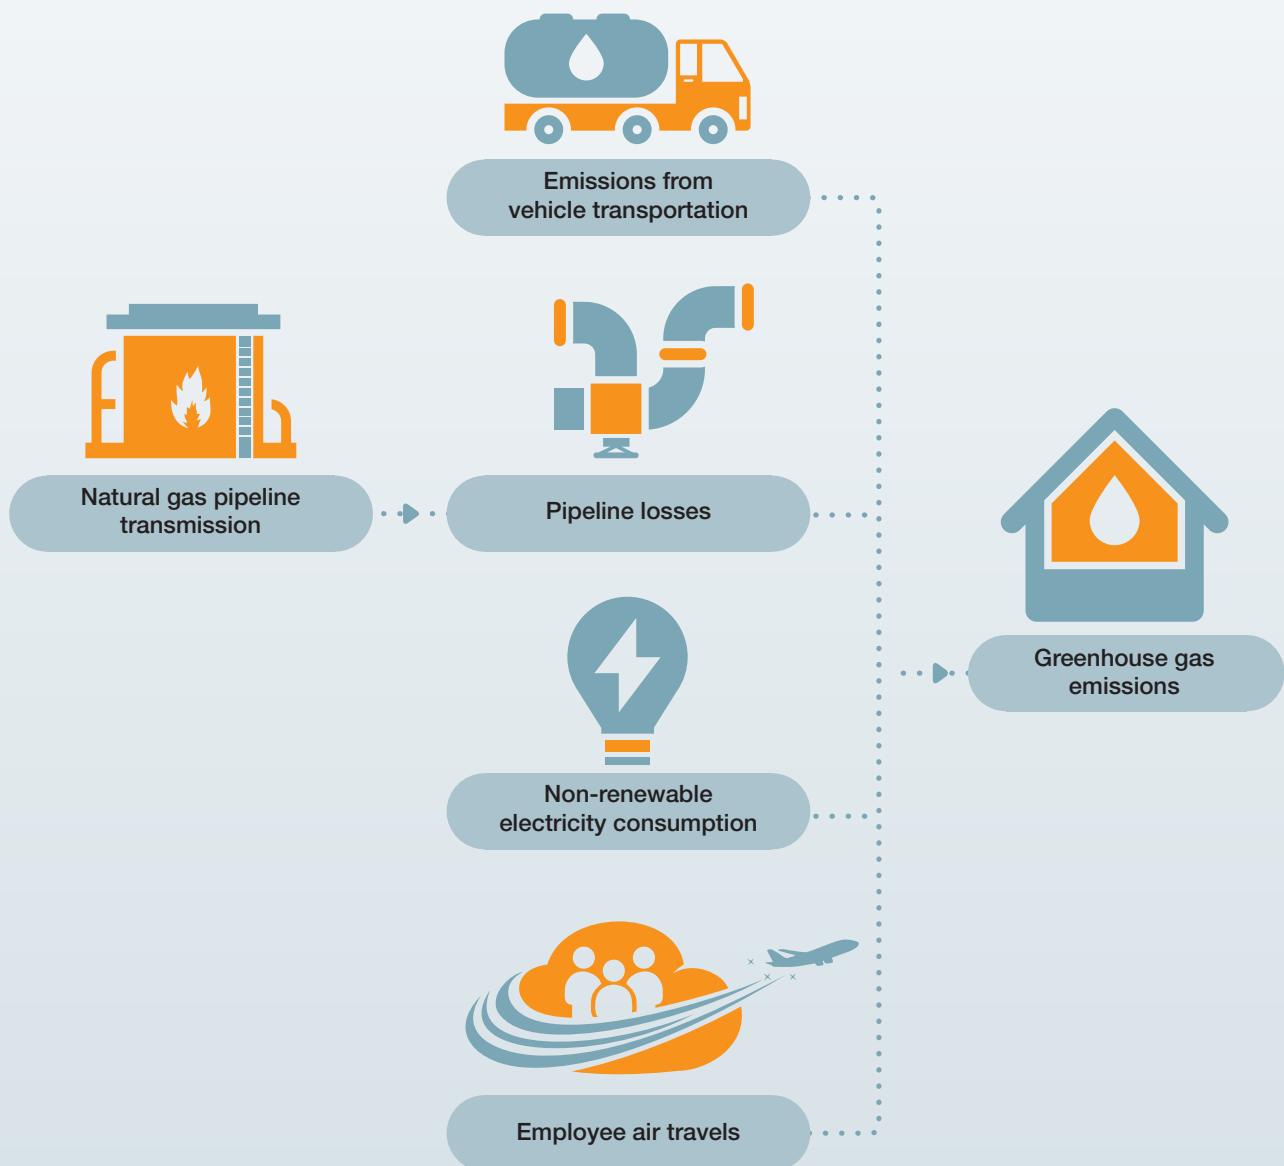 Emissions from
vehicle transportation
Natural gas pipeline
transmission
Pipeline losses
Greenhouse gas
emissions
Non-renewable
electricity consumption
Employee air travels